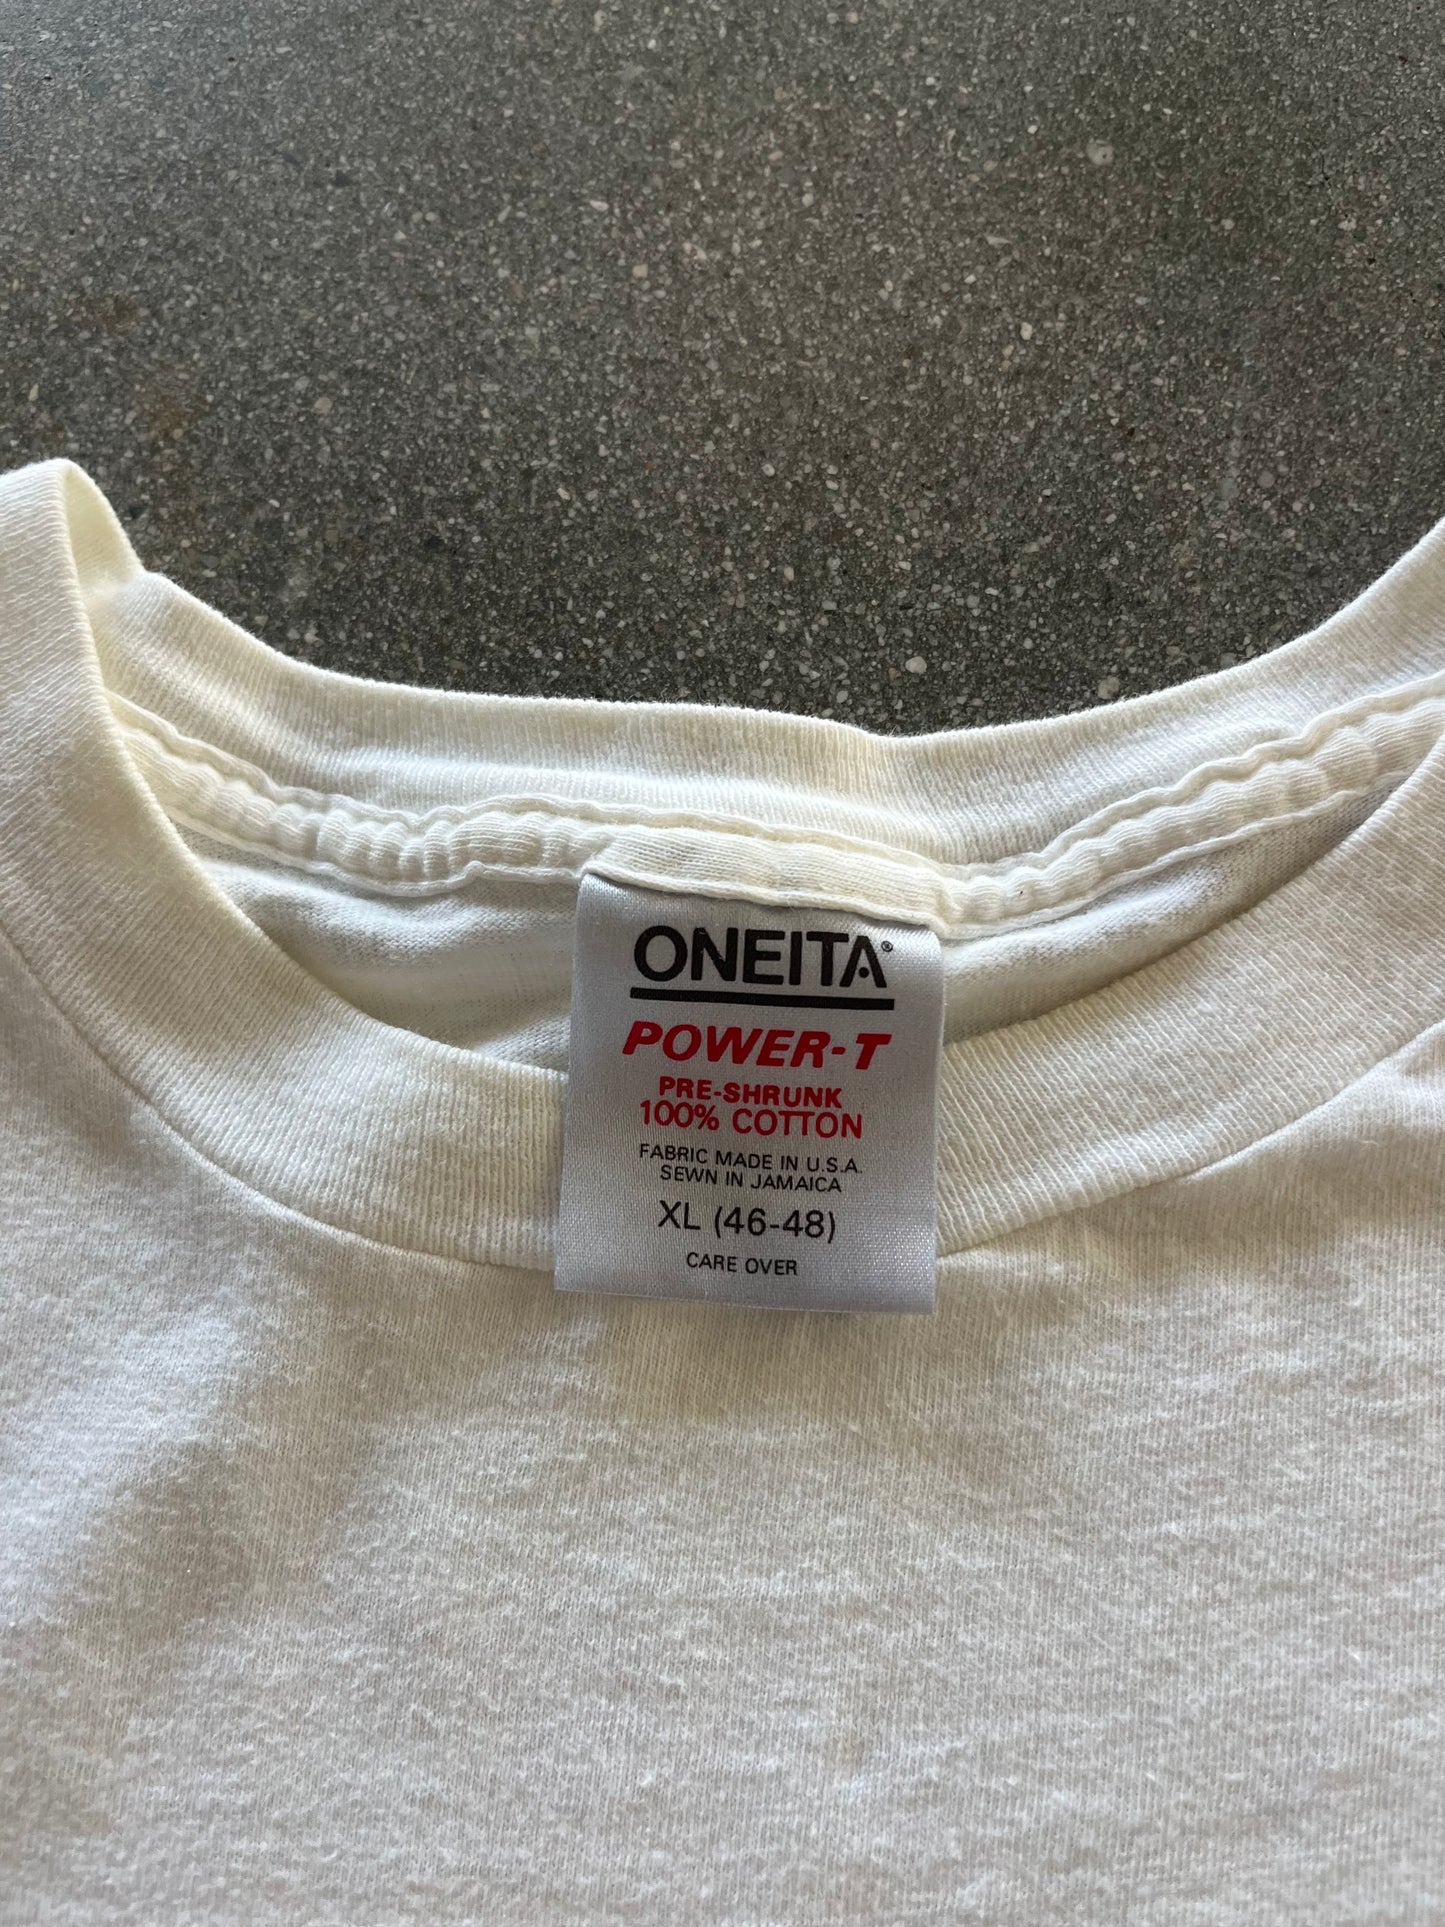 ONEITA®
POWER-T
PRE-SHRUNK
100% COTTON
FABRIC MADE IN U.S.A.
SEWN IN JAMAICA
XL (46-48)
CARE OVER